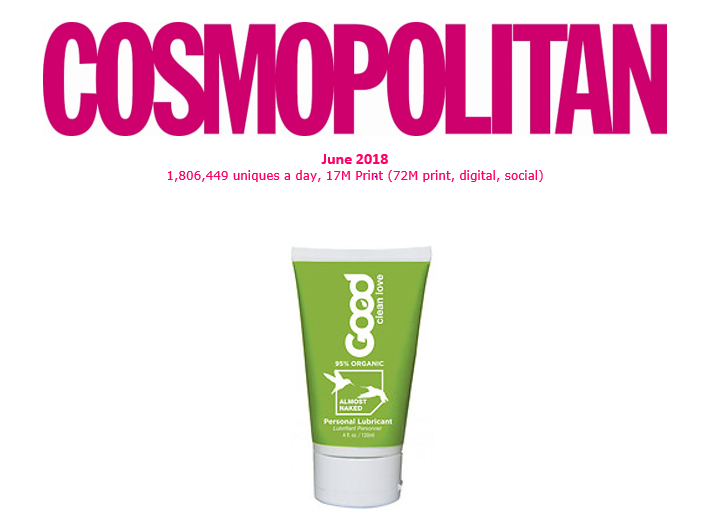 COSMOPOLITAN
June 2018
1,806,449 uniques a day, 17M Print (72M print, digital, social)
Good
clean love
95% ORGANIC
ALMOST
NAKED
Personal Lubricant
Lubrifiant Personnel
4 fl oz. / 120ml